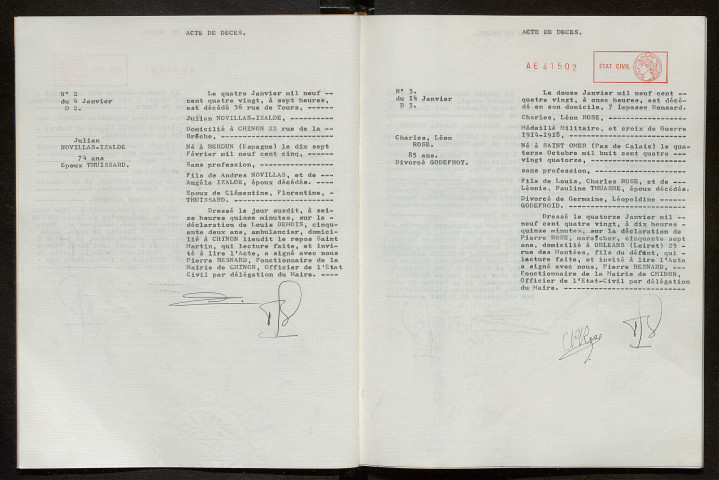 ACTE DE DECES.
N° 2
du 4 Janvier
D 2.
Julian
NOVILLAS-IZALDE
74 ans
Epoux THUISSARD.
Le quatre Janvier mil neuf --
cent quatre vingt, à sept heures,
est décédé 36 rue de Tours, ------
Julian NOVILLAS-IZALDE, ----------
Domicilié à CHINON 22 rue de la --
Brêche, --------------------------
Né à BERDUN (Espagne) le dix sept
Février mil neuf cent cinq, ------
Sans profession, -----------------
Fils de Andres NOVILLAS, et de ---
Angéle IZALDE, époux décédés. ----
Epoux de Clémentine, Florentine, -
THUISSARD. -----------------------
Dressé le jour susdit, à sei-
ze heures quinze minutes, sur la -
déclaration de Louis DEMOIS, cinqu-
ante deux ans, ambulancier, domici-
lié à CHINON lieudit le repos Saint
Martin, qui lecture faite, et invi-
té à lire l'Acte, a signé avec nous
Pierre BESNARD, Fonctionnaire de la
Mairie de CHINON, Officier de l'Etat
Civil par délégation du Maire. ----
ACTE DE DECES.
AE 41502
ETAT CIVIL
N° 3.
du 14 Janvier
D 3.
Charles, Léon
ROSE.
85 ans.
Divorcé GODEFROY.
Le douze Janvier mil neuf cent --
quatre vingt, à onze heures, est décé-
dé en son domicile, 7 Impasse Ronsard.
Charles, Léon ROSE, ------------------
Médaillé Militaire, et croix de Guerre
1914-1918, ---------------------------
Né à SAINT OMER (Pas de Calais) le qua-
torze Octobre mil huit cent quatre ---
vingt quatorze, ----------------------
sans profession, ---------------------
Fils de Louis, Charles ROSE, et de ---
Léonie, Pauline THUASNE, époux décédés.
Divorcé de Germaine, Léopoldine ------
GODEFROID. ---------------------------
Dressé le quatorze Janvier mil --
neuf cent quatre vingt, à dix heures -
quinze minutes, sur la déclaration de
Pierre ROSE, maraîcher, cinquante sept
ans, domicilié à ORLEANS (Loiret) 25 -
rue des Montées, fils du défunt, qui -
lecture faite, et invité à lire l'Acte
a signé avec nous, Pierre BESNARD, ---
Fonctionnaire de la Mairie de CHINON,
Officier de l'Etat-Civil par délégation
du Maire. ----------------------------